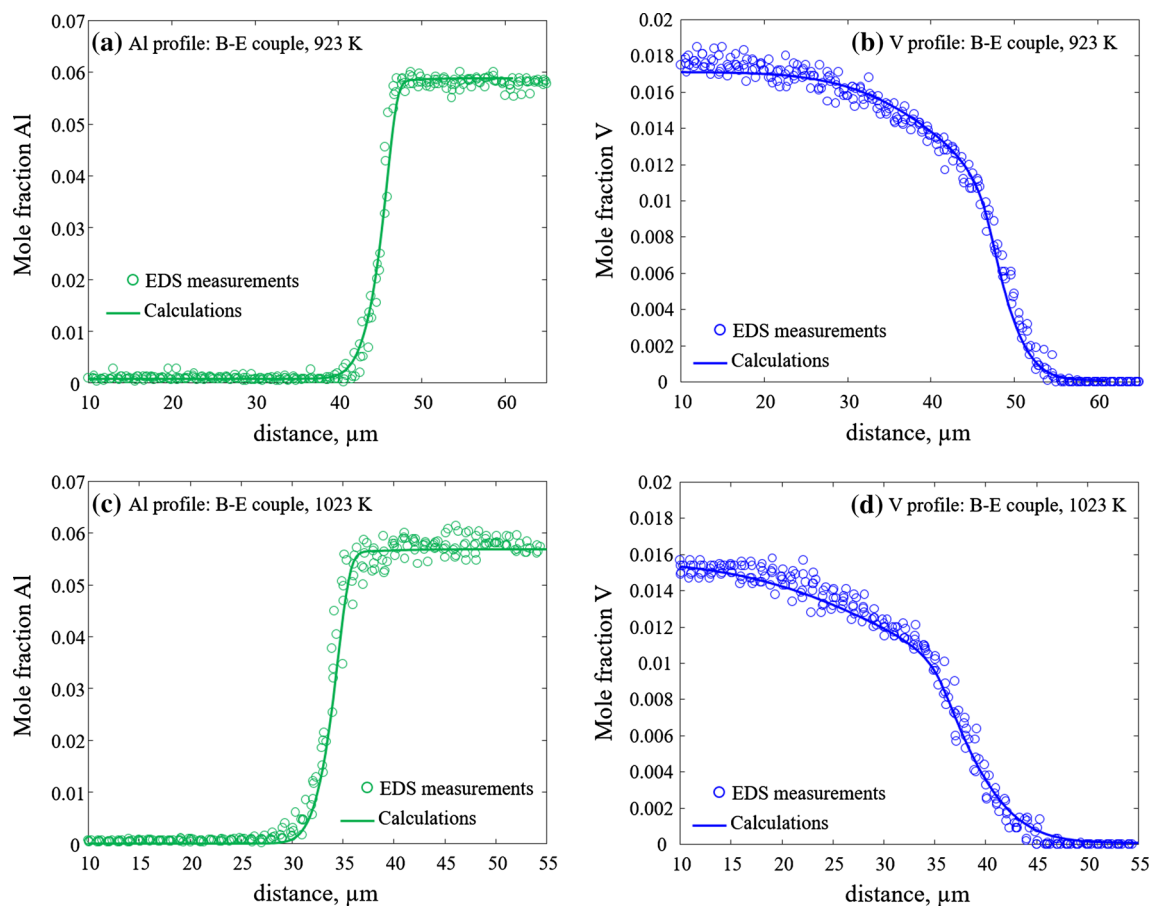 (a) Al profile: B-E couple, 923 K
0.07
0.06
0.05
0.04
0.03
0.02
0.01
0
Mole fraction Al
EDS measurements
Calculations
10 20 30 40 50 60
distance, µm
(b) V profile: B-E couple, 923 K
0.02
0.018
0.016
0.014
0.012
0.01
0.008
0.006
0.004
0.002
0
Mole fraction V
EDS measurements
Calculations
10 20 30 40 50 60
distance, µm
(c) Al profile: B-E couple, 1023 K
0.07
0.06
0.05
0.04
0.03
0.02
0.01
0
Mole fraction Al
EDS measurements
Calculations
10 15 20 25 30 35 40 45 50 55
distance, µm
(d) V profile: B-E couple, 1023 K
0.02
0.018
0.016
0.014
0.012
0.01
0.008
0.006
0.004
0.002
0
Mole fraction V
EDS measurements
Calculations
10 15 20 25 30 35 40 45 50 55
distance, µm